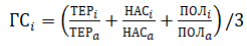 ГС_i = (ТЕР_i/ТЕР_a + НАС_i/НАС_a + ПОЛ_i/ПОЛ_a) /3